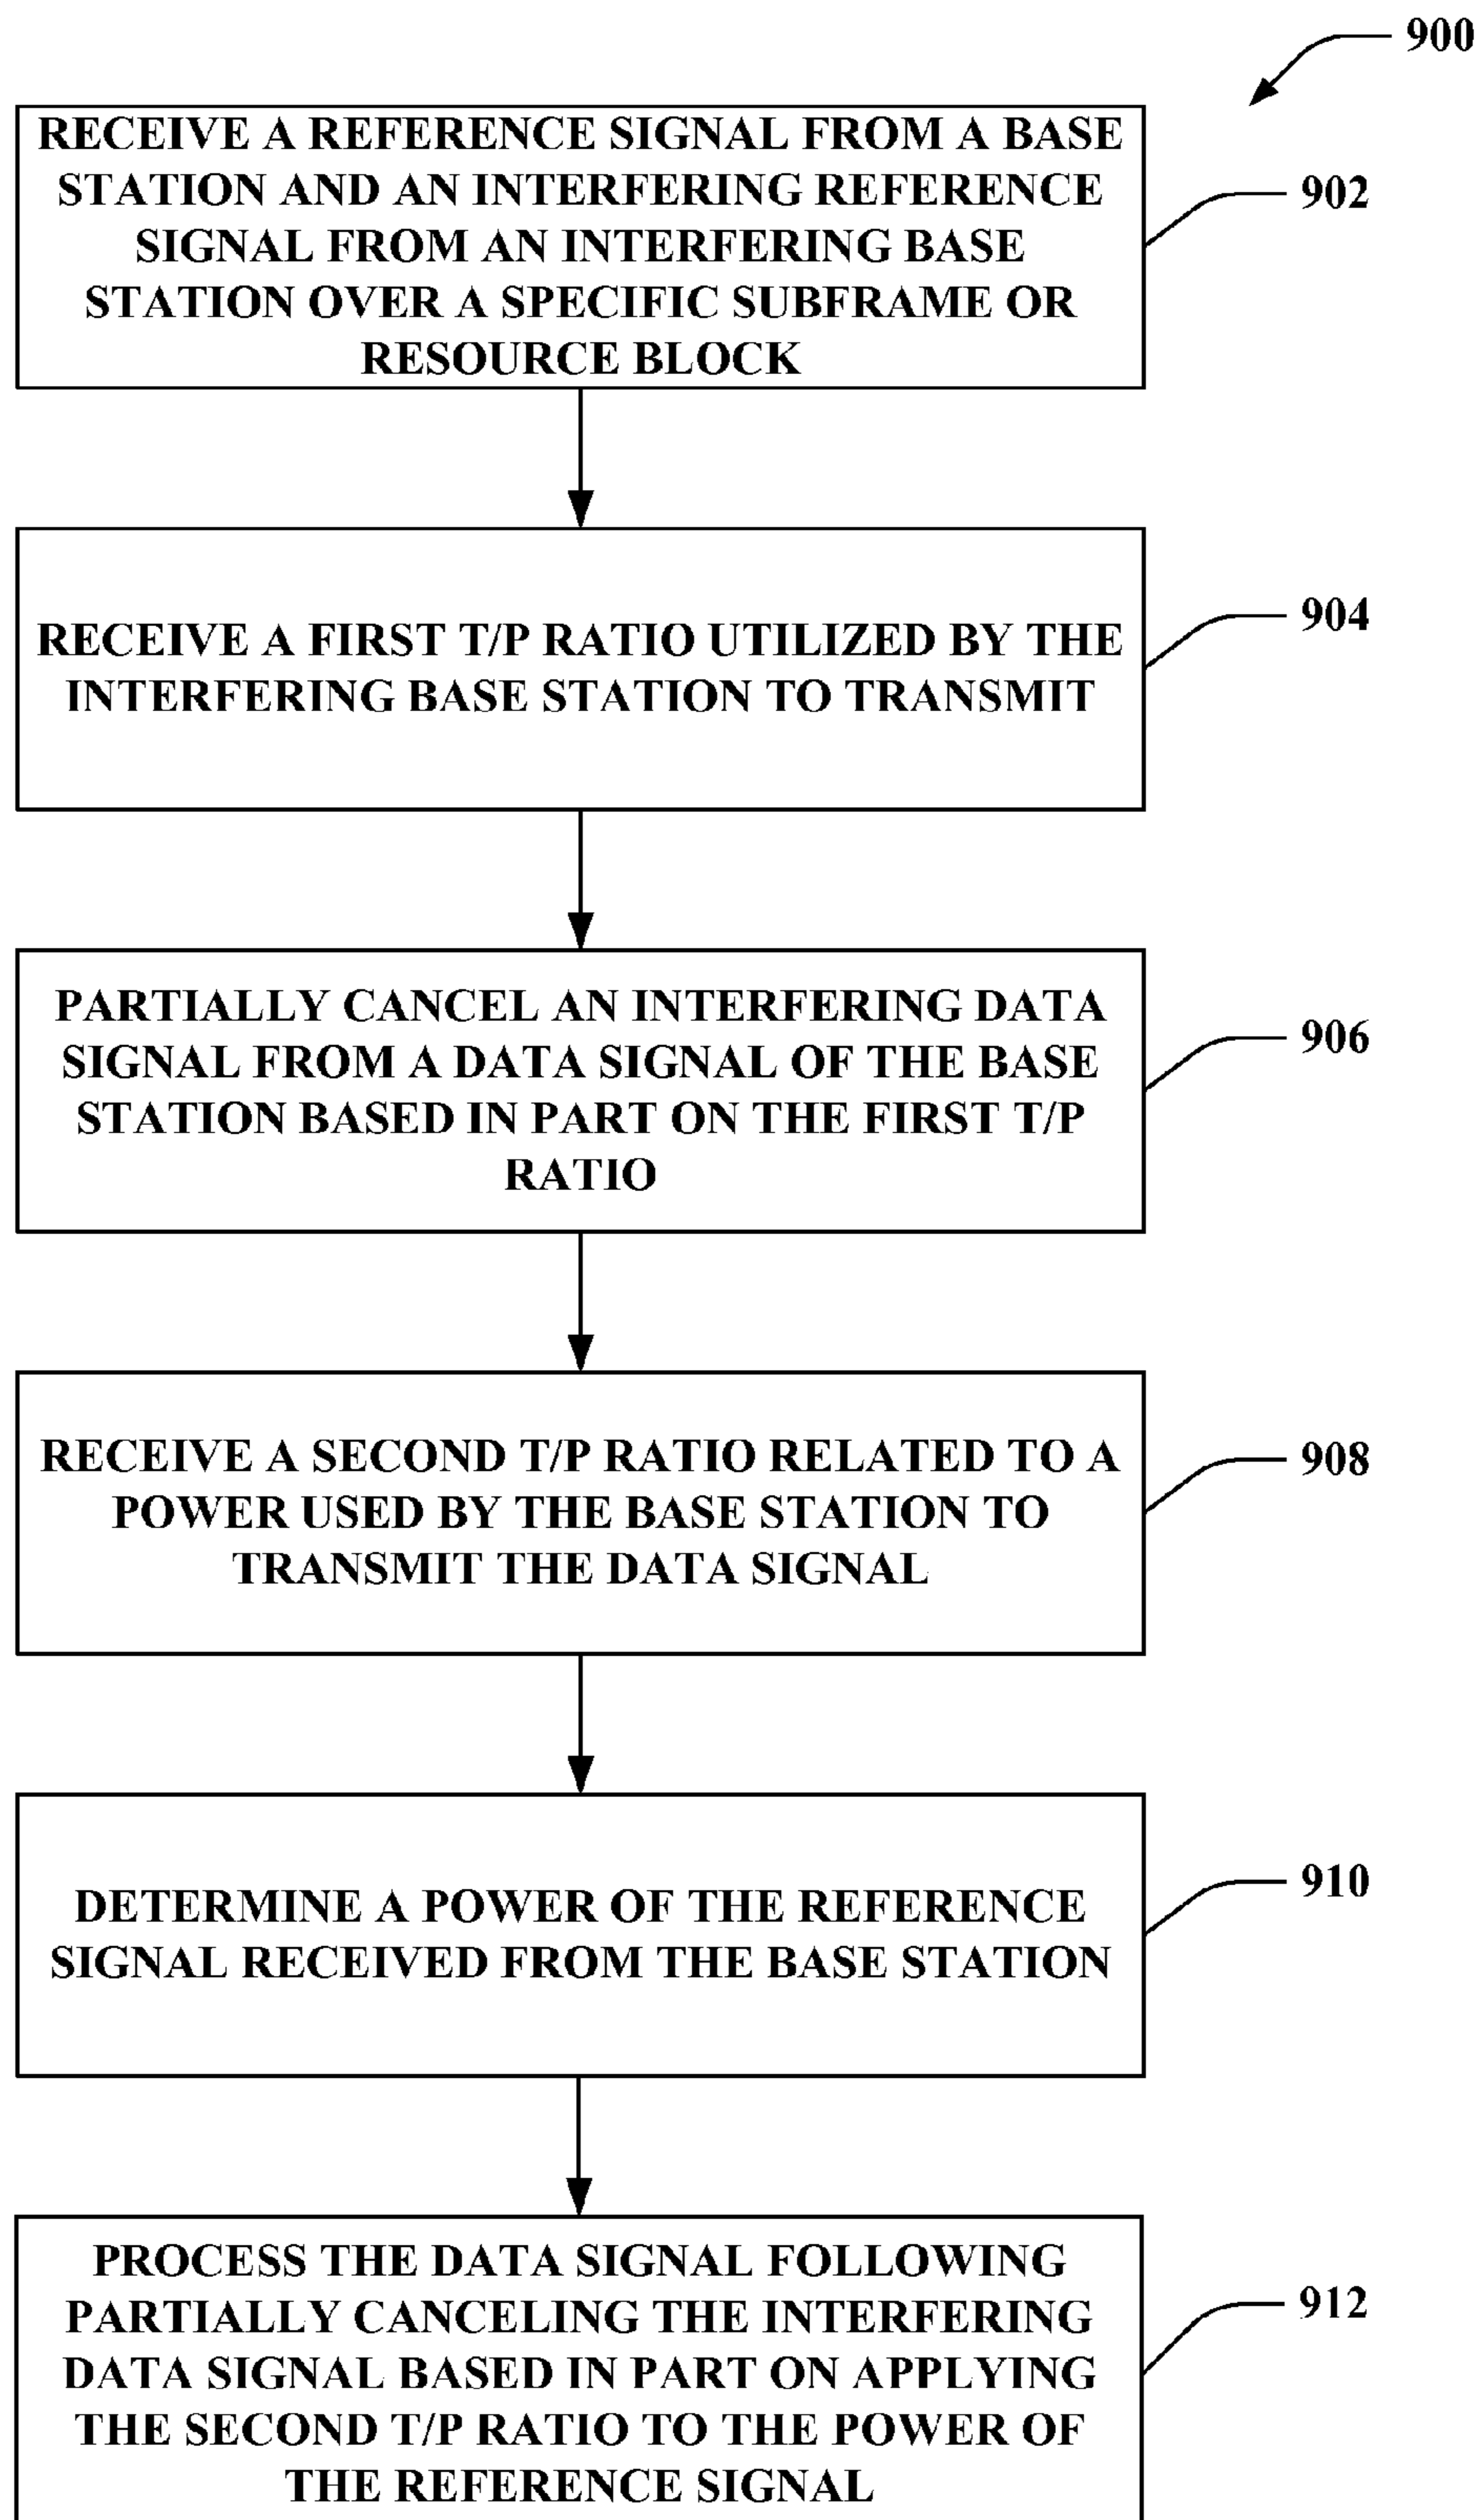 900
RECEIVE A REFERENCE SIGNAL FROM A BASE
STATION AND AN INTERFERING REFERENCE
SIGNAL FROM AN INTERFERING BASE
STATION OVER A SPECIFIC SUBFRAME OR
RESOURCE BLOCK
902
RECEIVE A FIRST T/P RATIO UTILIZED BY THE
INTERFERING BASE STATION TO TRANSMIT
904
PARTIALLY CANCEL AN INTERFERING DATA
SIGNAL FROM A DATA SIGNAL OF THE BASE
STATION BASED IN PART ON THE FIRST T/P
RATIO
906
RECEIVE A SECOND T/P RATIO RELATED TO A
POWER USED BY THE BASE STATION TO
TRANSMIT THE DATA SIGNAL
908
DETERMINE A POWER OF THE REFERENCE
SIGNAL RECEIVED FROM THE BASE STATION
910
PROCESS THE DATA SIGNAL FOLLOWING
PARTIALLY CANCELING THE INTERFERING
DATA SIGNAL BASED IN PART ON APPLYING
THE SECOND T/P RATIO TO THE POWER OF
THE REFERENCE SIGNAL
912